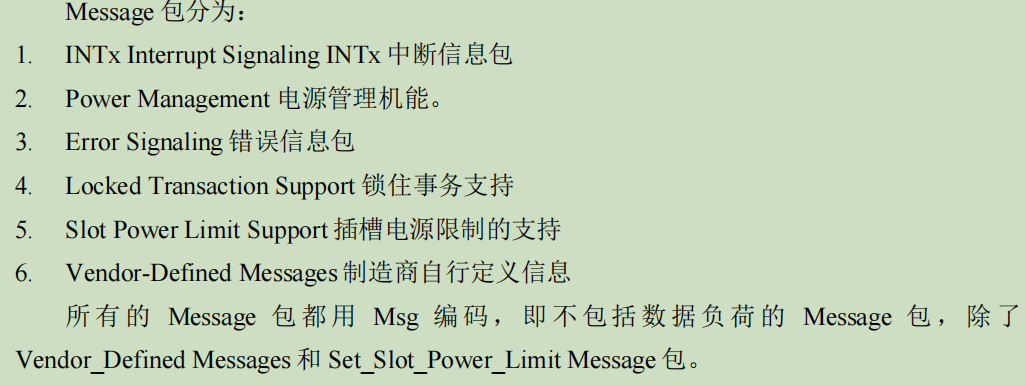 Message 包分为：
1. INTx Interrupt Signaling INTx 中断信息包
2. Power Management 电源管理机能。
3. Error Signaling 错误信息包
4. Locked Transaction Support 锁住事务支持
5. Slot Power Limit Support 插槽电源限制的支持
6. Vendor-Defined Messages 制造商自行定义信息
所有的 Message 包都用 Msg 编码，即不包括数据负荷的 Message 包，除了
Vendor_Defined Messages 和 Set_Slot_Power_Limit Message 包。